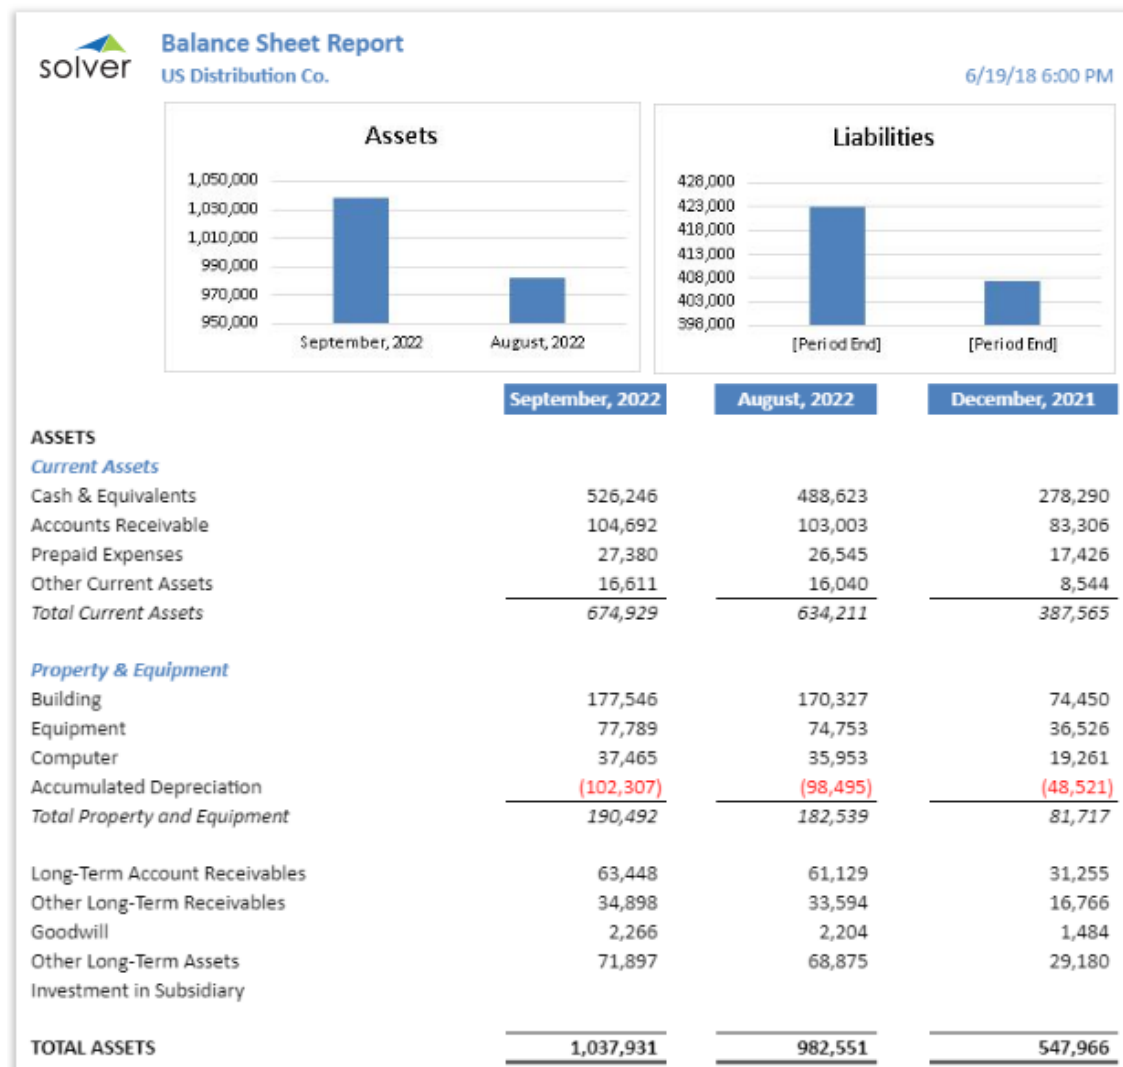 solver
Balance Sheet Report
US Distribution Co.
6/19/18 6:00 PM
Assets
1,050,000
1,030,000
1,010,000
990,000
970,000
950,000
September, 2022 August, 2022
Liabilities
428,000
423,000
418,000
413,000
408,000
403,000
398,000
[Period End] [Period End]
September, 2022 August, 2022 December, 2021
ASSETS
Current Assets
Cash & Equivalents 526,246 488,623 278,290
Accounts Receivable 104,692 103,003 83,306
Prepaid Expenses 27,380 26,545 17,426
Other Current Assets 16,611 16,040 8,544
Total Current Assets 674,929 634,211 387,565
Property & Equipment
Building 177,546 170,327 74,450
Equipment 77,789 74,753 36,526
Computer 37,465 35,953 19,261
Accumulated Depreciation (102,307) (98,495) (48,521)
Total Property and Equipment 190,492 182,539 81,717
Long-Term Account Receivables 63,448 61,129 31,255
Other Long-Term Receivables 34,898 33,594 16,766
Goodwill 2,266 2,204 1,484
Other Long-Term Assets 71,897 68,875 29,180
Investment in Subsidiary
TOTAL ASSETS 1,037,931 982,551 547,966